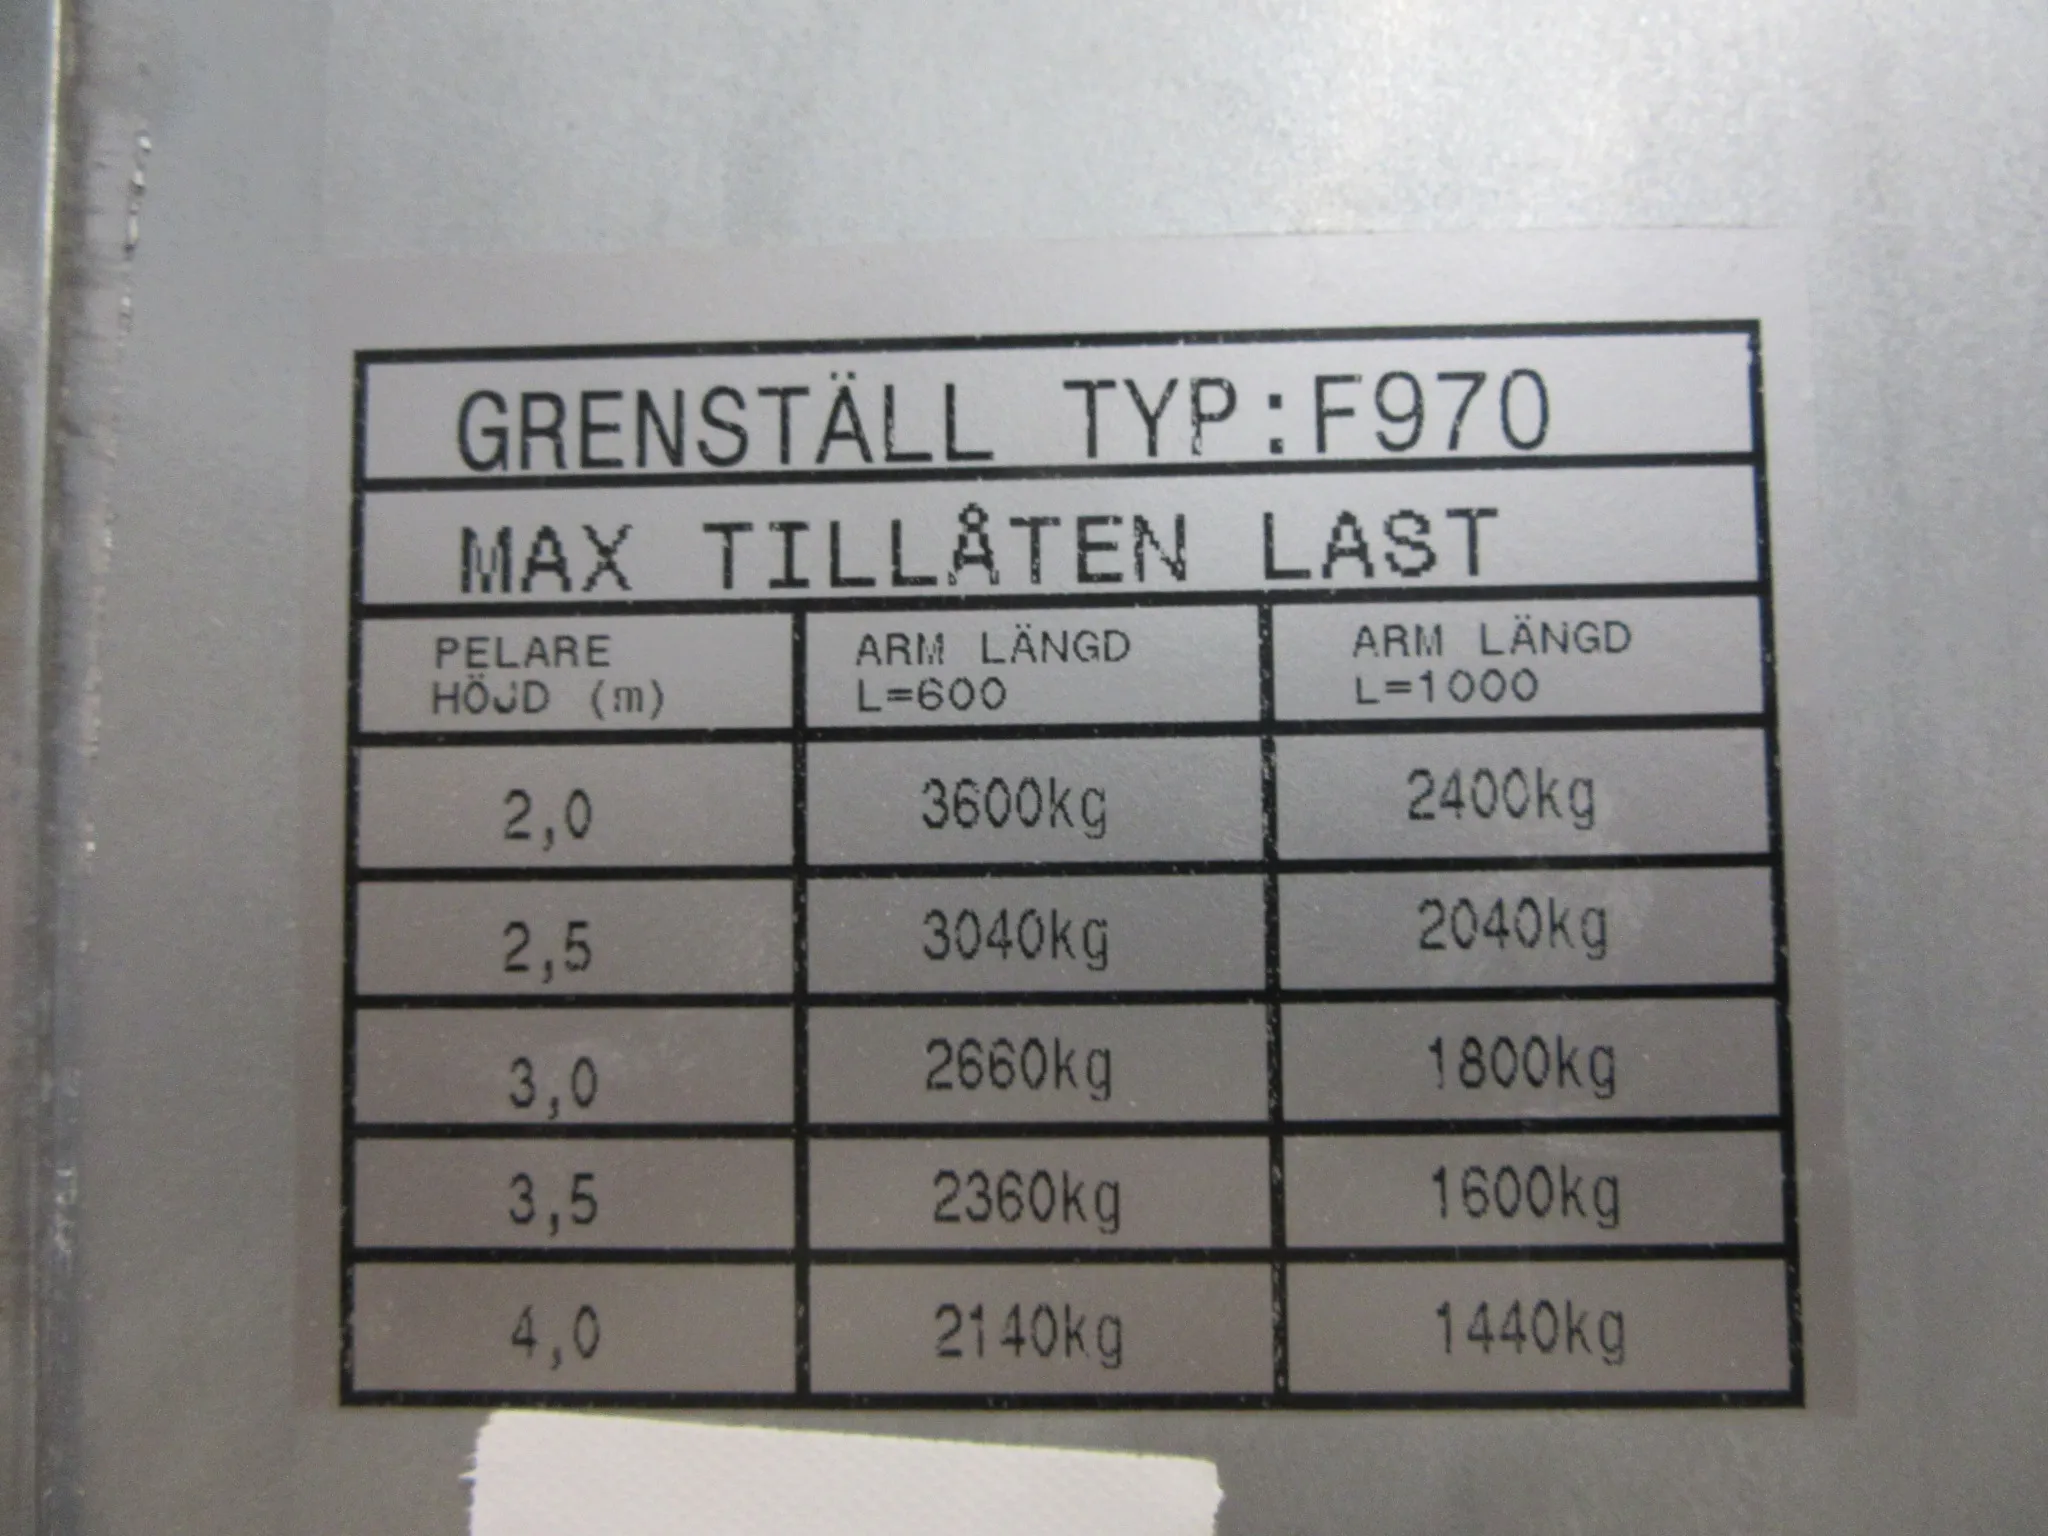 GRENSTÄLL TYP:F970
MAX TILLÅTEN LAST
PELARE
HÖJD (m)
ARM LÄNGD
L=600
ARM LÄNGD
L=1000
2,0 3600kg 2400kg
2,5 3040kg 2040kg
3,0 2660kg 1800kg
3,5 2360kg 1600kg
4,0 2140kg 1440kg